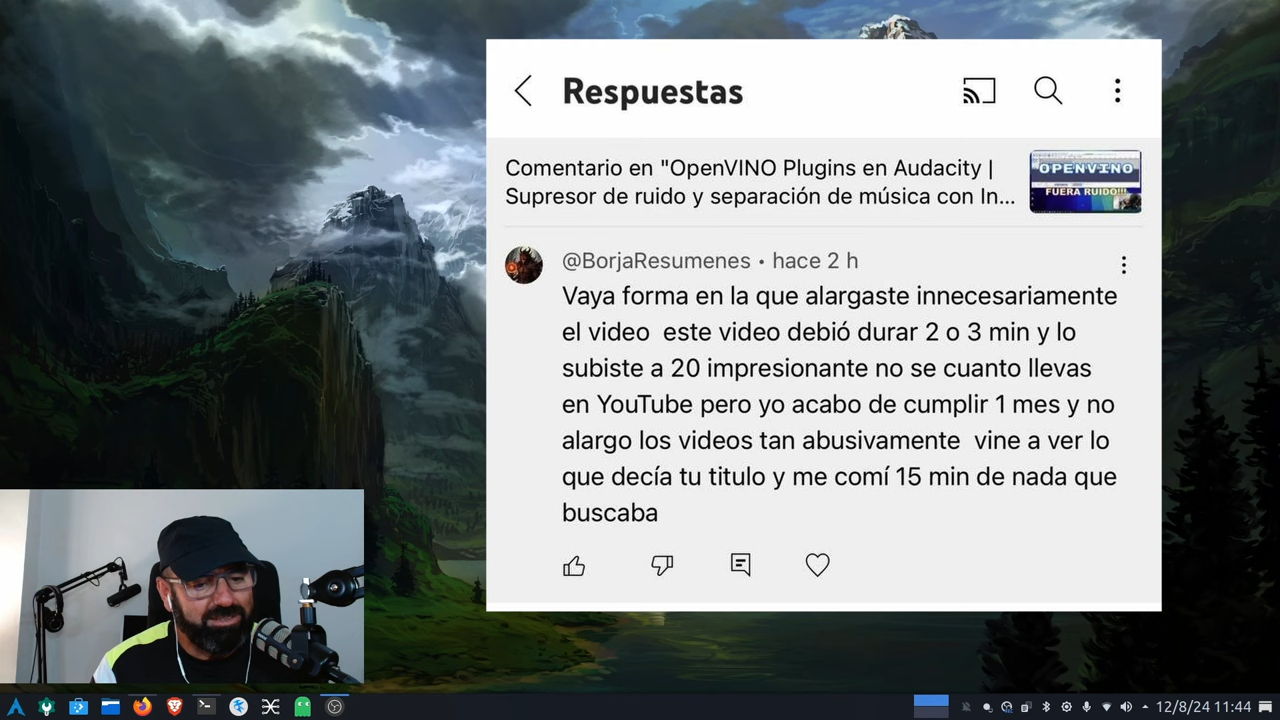 Respuestas
Comentario en "OpenVINO Plugins en Audacity |
Supresor de ruido y separación de música con In...
OPENVINO
FUERA RUIDO!!!
@BorjaResumenes • hace 2 h
Vaya forma en la que alargaste innecesariamente
el video  este video debió durar 2 o 3 min y lo
subiste a 20 impresionante no se cuanto llevas
en YouTube pero yo acabo de cumplir 1 mes y no
alargo los videos tan abusivamente  vine a ver lo
que decía tu titulo y me comí 15 min de nada que
buscaba
12/8/24 11:44